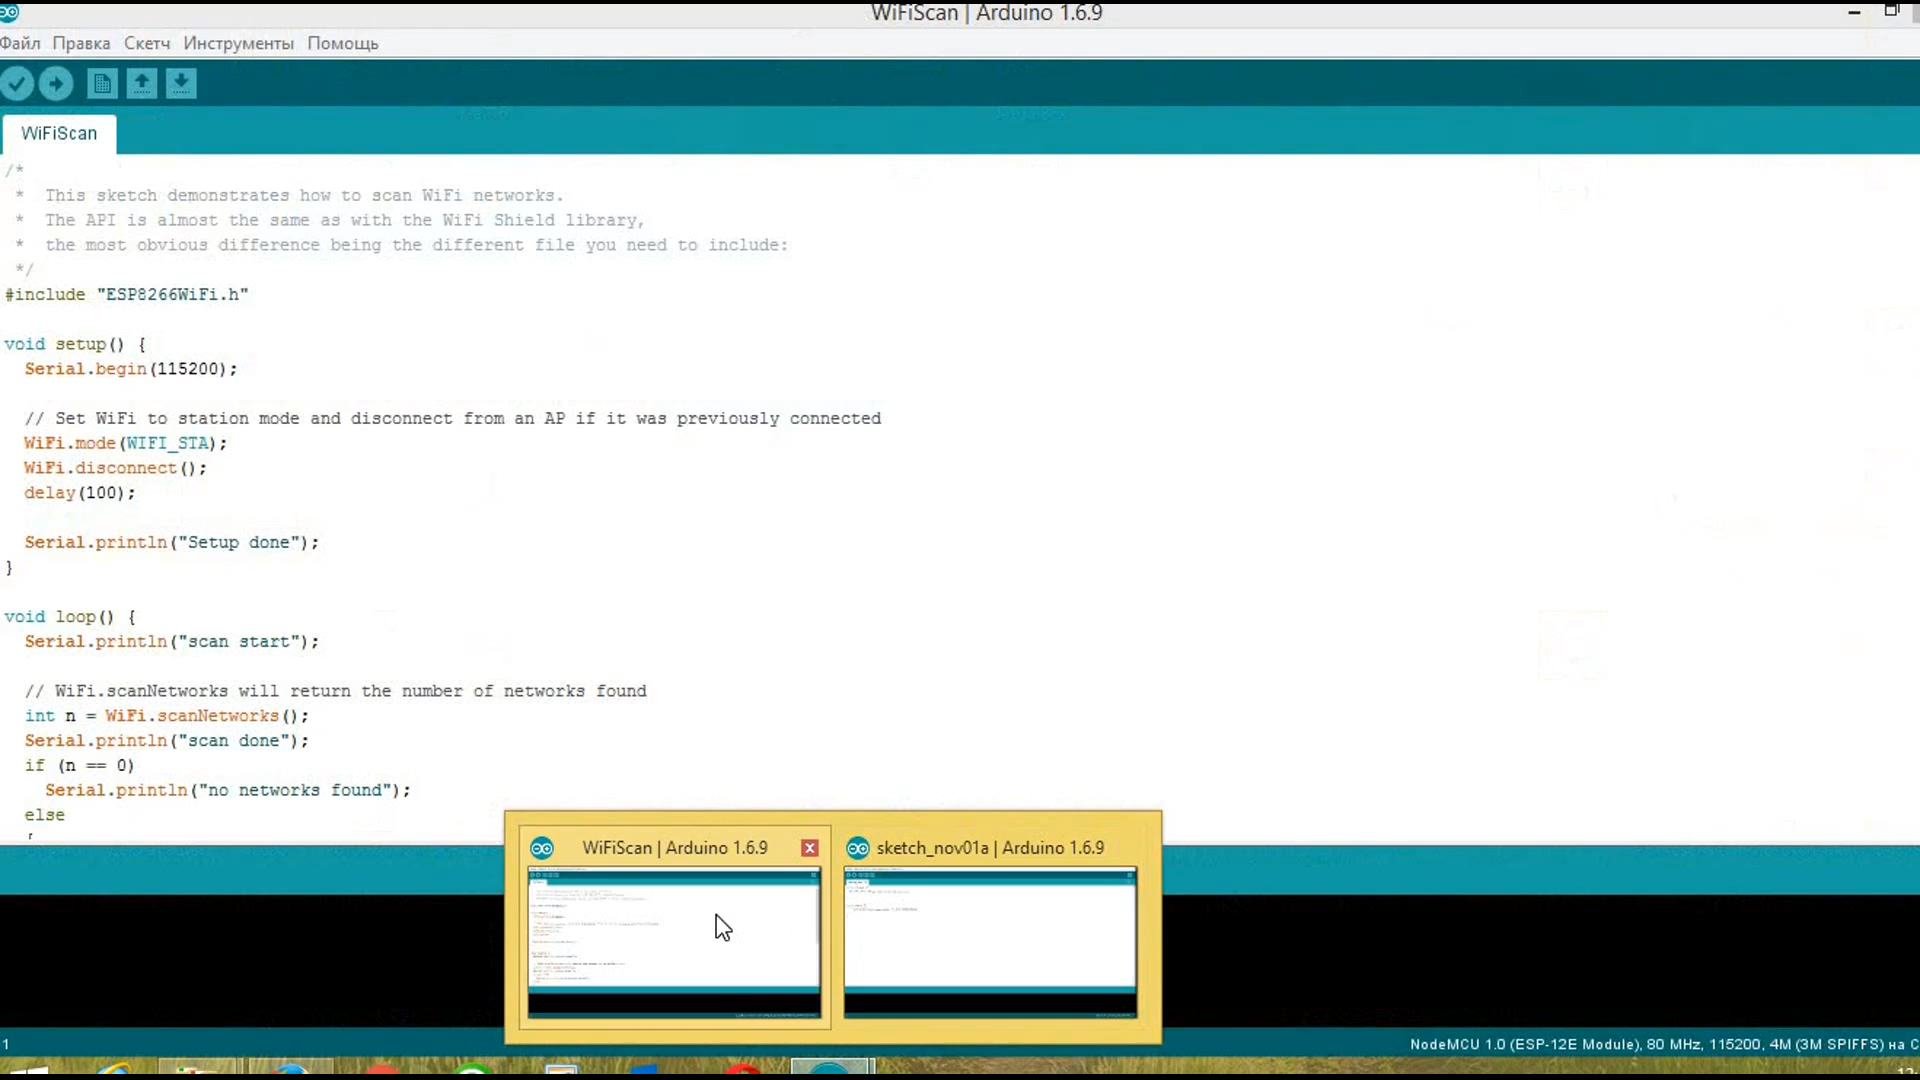 WiFiScan | Arduino 1.6.9
Файл Правка Скетч Инструменты Помощь
WiFiScan
/*
 *  This sketch demonstrates how to scan WiFi networks.
 *  The API is almost the same as with the WiFi Shield library,
 *  the most obvious difference being the different file you need to include:
 */
#include "ESP8266WiFi.h"
void setup() {
  Serial.begin(115200);
  // Set WiFi to station mode and disconnect from an AP if it was previously connected
  WiFi.mode(WIFI_STA);
  WiFi.disconnect();
  delay(100);
  Serial.println("Setup done");
}
void loop() {
  Serial.println("scan start");
  // WiFi.scanNetworks will return the number of networks found
  int n = WiFi.scanNetworks();
  Serial.println("scan done");
  if (n == 0)
    Serial.println("no networks found");
  else
WiFiScan | Arduino 1.6.9
sketch_nov01a | Arduino 1.6.9
1
NodeMCU 1.0 (ESP-12E Module), 80 MHz, 115200, 4M (3M SPIFFS) на C